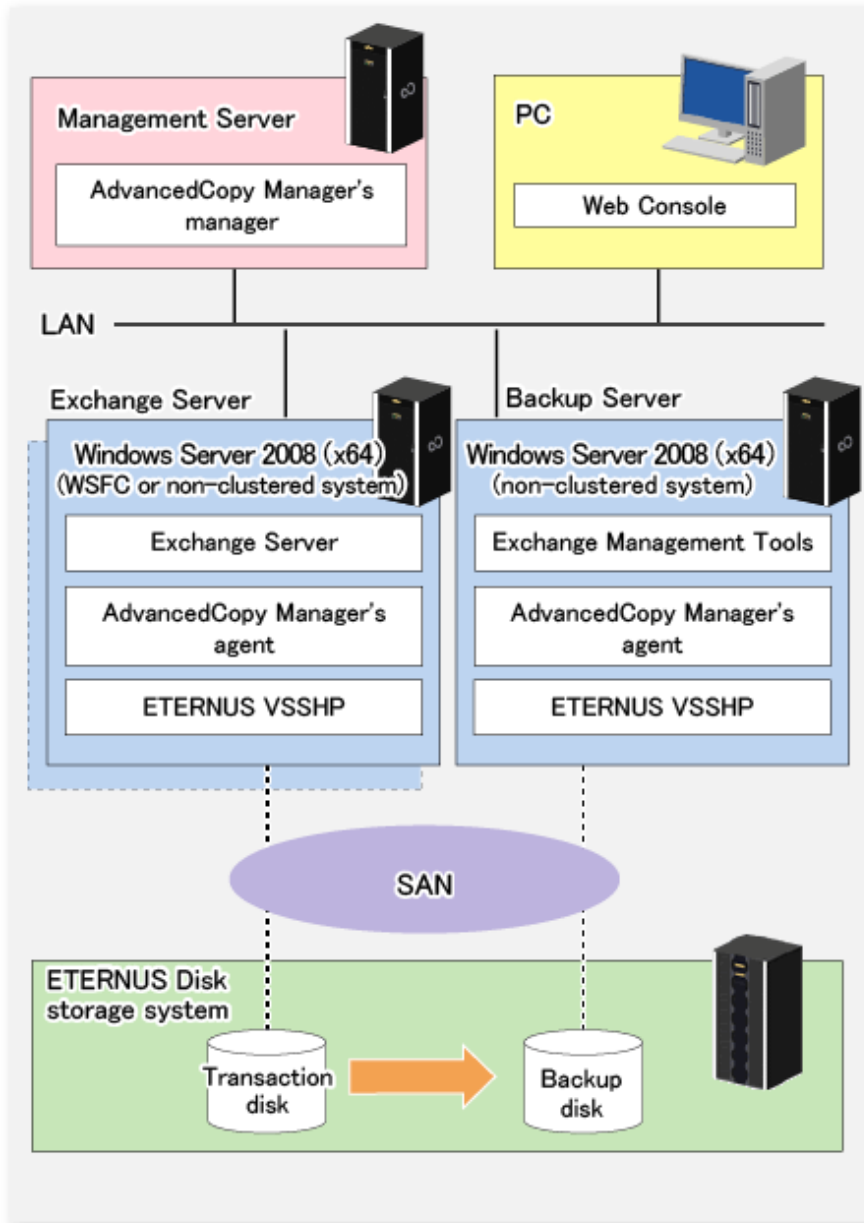 Management Server
AdvancedCopy Manager's
manager
PC
Web Console
LAN
Exchange Server
Windows Server 2008 (x64)
(WSFC or non-clustered system)
Exchange Server
AdvancedCopy Manager's
agent
ETERNUS VSSHP
Backup Server
Windows Server 2008 (x64)
(non-clustered system)
Exchange Management Tools
AdvancedCopy Manager's
agent
ETERNUS VSSHP
SAN
ETERNUS Disk
storage system
Transaction
disk
Backup
disk